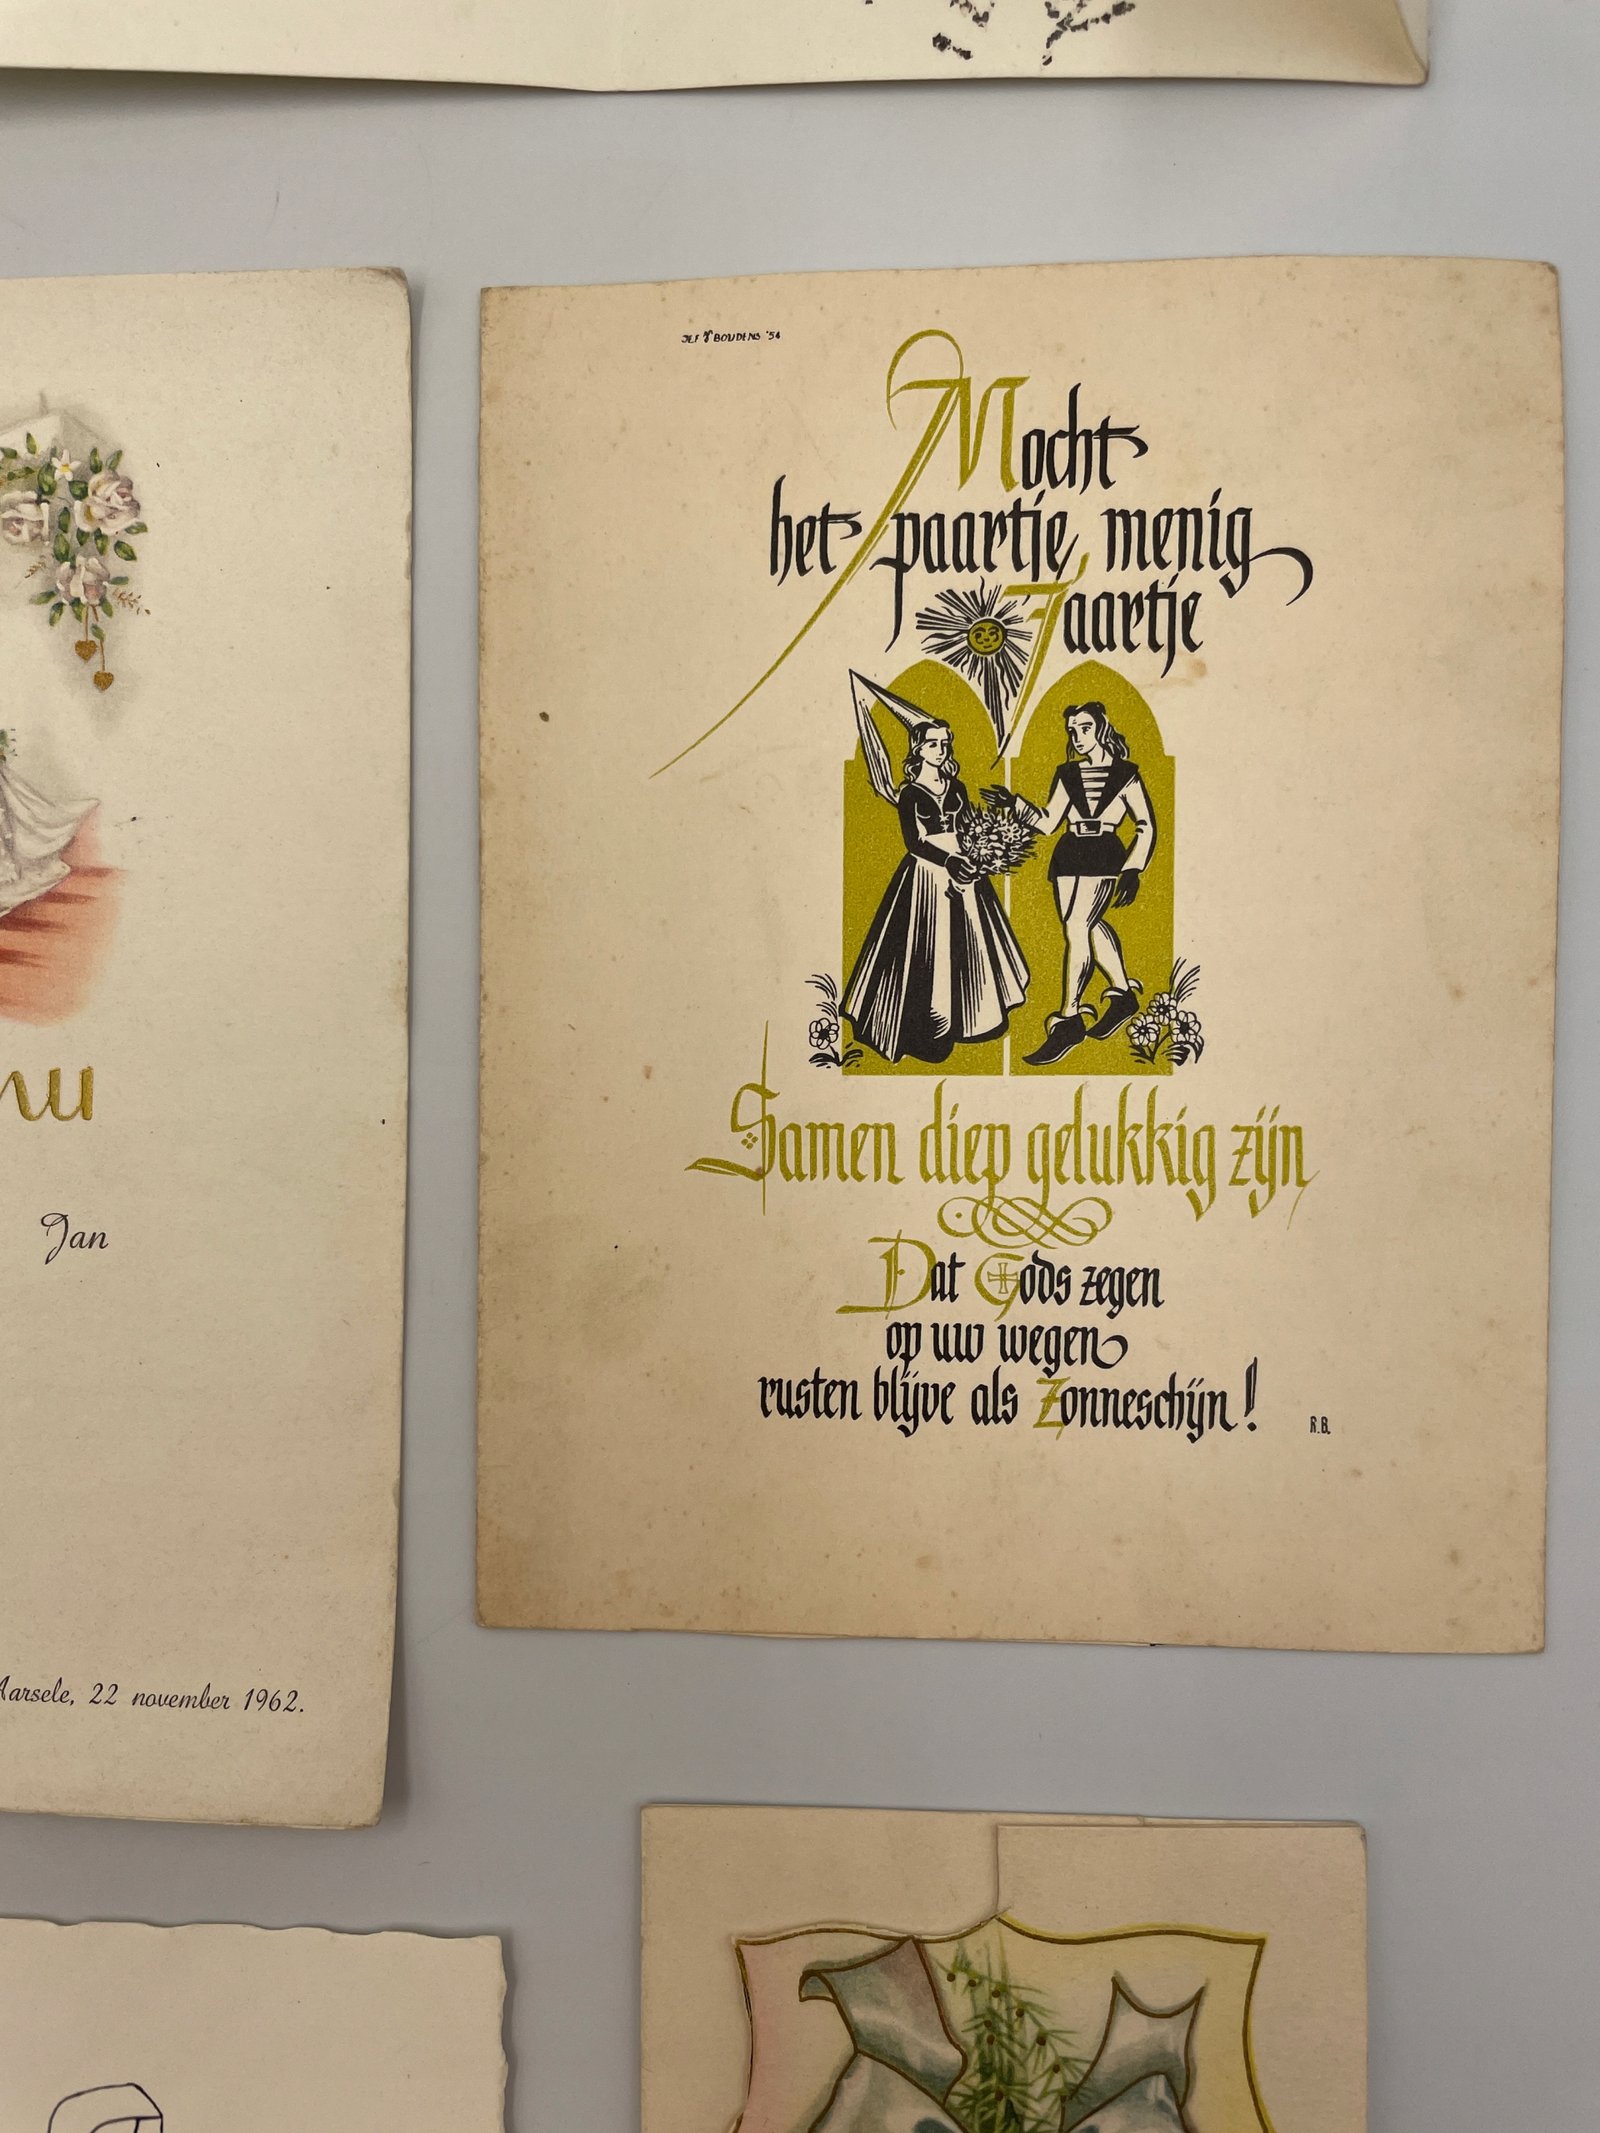 JEF BOUDENS '54
Mocht
het paartje menig
Jaartje
Samen diep gelukkig zijn
Dat Gods zegen
op uw wegen
rusten blijve als Zonneschijn!
R.B.
nu
Jan
Aarsele, 22 november 1962.